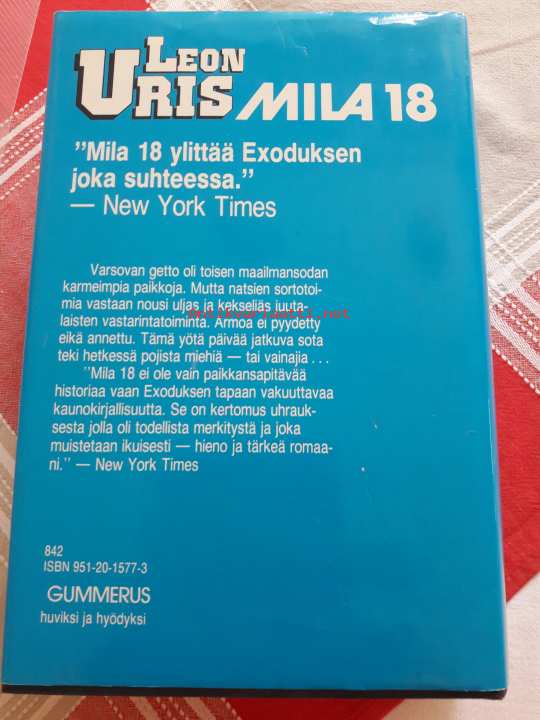 LEON
URIS MILA 18
”Mila 18 ylittää Exoduksen
joka suhteessa.”
— New York Times
Varsovan getto oli toisen maailmansodan
karmeimpia paikkoja. Mutta natsien sortotoi-
mia vastaan nousi uljas ja kekseliäs juuta-
laisten vastarintatoiminta. Armoa ei pyydetty
eikä annettu. Tämä yötä päivää jatkuva sota
teki hetkessä pojista miehiä — tai vainajia . . .
”Mila 18 ei ole vain paikkansapitävää
historiaa vaan Exoduksen tapaan vakuuttavaa
kaunokirjallisuutta. Se on kertomus uhrauk-
sesta jolla oli todellista merkitystä ja joka
muistetaan ikuisesti — hieno ja tärkeä romaa-
ni.” — New York Times
842
ISBN 951-20-1577-3
GUMMERUS
huviksi ja hyödyksi